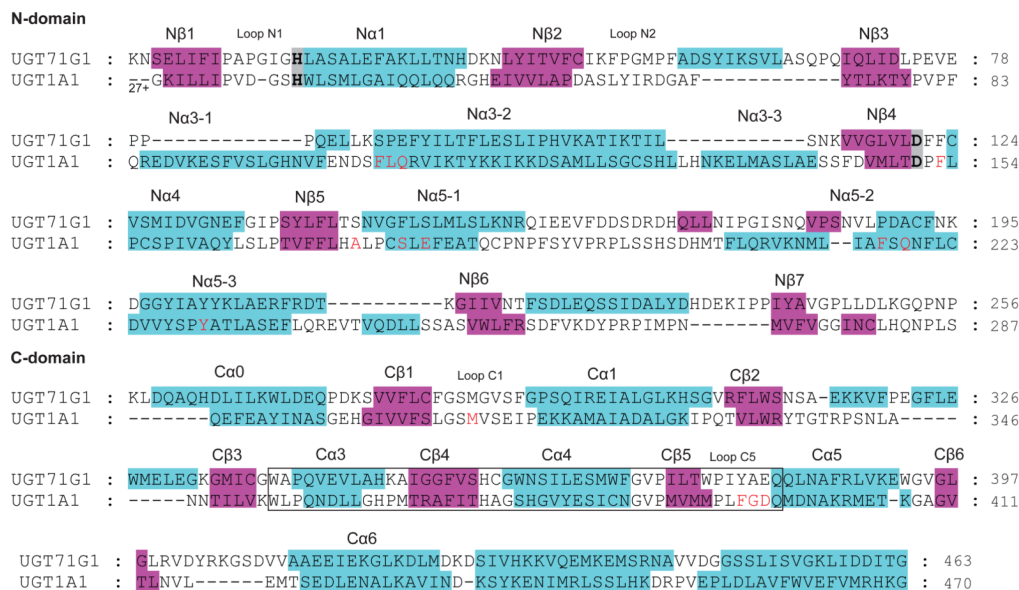 N-domain
Nβ1 Loop N1 Nα1 Nβ2 Loop N2 Nβ3
UGT71G1 : KNSELIFIPAPGIGHLASALEFAKLLTNHDKNLYITVFCIKFPGMPFADSYIKSVLASQPQIQLIDLPEVE : 78
UGT1A1 : --GKILLIPVD-GSHWLSMLGAIQQLQQRGHEIVVLAPDASLYIRDGAF---------YTLKTYPVPF : 83
27+
Nα3-1 Nα3-2 Nα3-3 Nβ4
UGT71G1 : PP--------------PQELLKSPEFYILTFLESLIPHVKATIKTIL-----------SNKVVGLVLDFFC : 124
UGT1A1 : QREDVKESFVSLGHNVFENDSFLQRVIKTYKKIKKDSAMLLSGCSHLLHNKELMASLAESSFDVMLTDPFL : 154
Nα4 Nβ5 Nα5-1 Nα5-2
UGT71G1 : VSMIDVGNEFGIPSYLFLTSNVGFLSLMLSLKNRQIEEVFDDSDRDHQLLNIPGISNQVPSNVLPDACFNK : 195
UGT1A1 : PCSPIVAQYLSLPTVFFLHALPCSLEFEATQCPNPFSYVPRPLSSHSDHMTFLQRVKNML--IAFSQNFLC : 223
Nα5-3 Nβ6 Nβ7
UGT71G1 : DGGYIAYYKLAERFRDT----------KGIIVNTFSDLEQSSIDALYDHDEKIPPIYAVGPLLDLKGQPNP : 256
UGT1A1 : DVVYSPYATLASEFLQREVTVQDLLSSASVWLFRSDFVKDYPRPIMPN-------MVFVGGINCLHQNPLS : 287
C-domain
Cα0 Cβ1 Loop C1 Cα1 Cβ2
UGT71G1 : KLDQAQHDLILKWLDEQPDKSVVFLCFGSMGVSFGPSQIREIALGLKHSGVRFLWSNSA-EKKVFPEGFLE : 326
UGT1A1 : -------QEFEAYINASGEHGIVVFSLGSMVSEIPEKKAMAIADALGKIPQTVLWRYTGTRPSNLA----- : 346
Cβ3 Cα3 Cβ4 Cα4 Cβ5 Loop C5 Cα5 Cβ6
UGT71G1 : WMELEGKGMICGWAPQVEVLAHKAIGGFVSHCGWNSILESMWFGVPILTWPIYAEQQLNAFRLVKEWGVGL : 397
UGT1A1 : -----NNTILVKWLPQNDLLGHPMTRAFITHAGSHGVYESICNGVPMVMMPLFGDQMDNAKRMET-KGAGV : 411
Cα6
UGT71G1 : GLRVDYRKGSDVVAAEEIEKGLKDLMDKDSIVHKKVQEMKEMSRNAVVDGGSSLISVGKLIDDITG : 463
UGT1A1 : TLNVL------EMTSEDLENALKAVIND-KSYKENIMRLSSLHKDRPVEPLDLAVFWVEFVMRHKG : 470